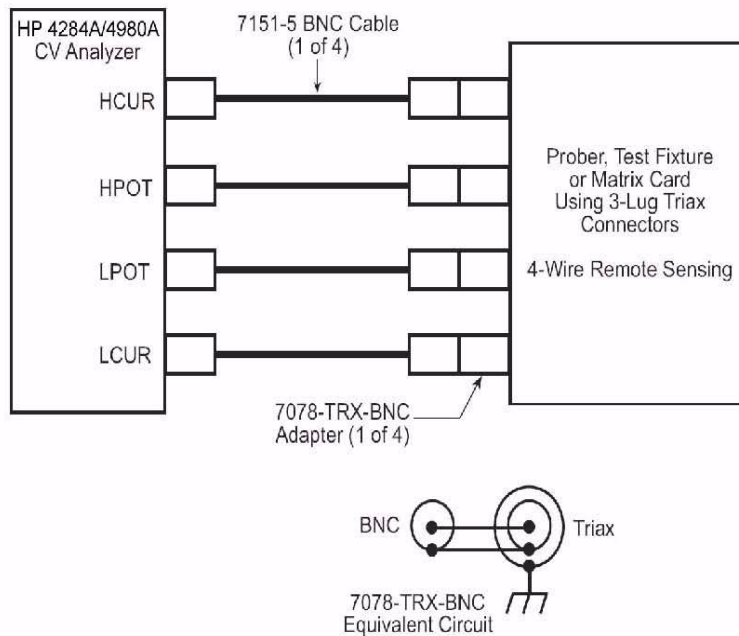 HP 4284A/4980A
CV Analyzer
7151-5 BNC Cable
(1 of 4)
HCUR
HPOT
LPOT
LCUR
Prober, Test Fixture
or Matrix Card
Using 3-Lug Triax
Connectors
4-Wire Remote Sensing
7078-TRX-BNC
Adapter (1 of 4)
BNC
Triax
7078-TRX-BNC
Equivalent Circuit